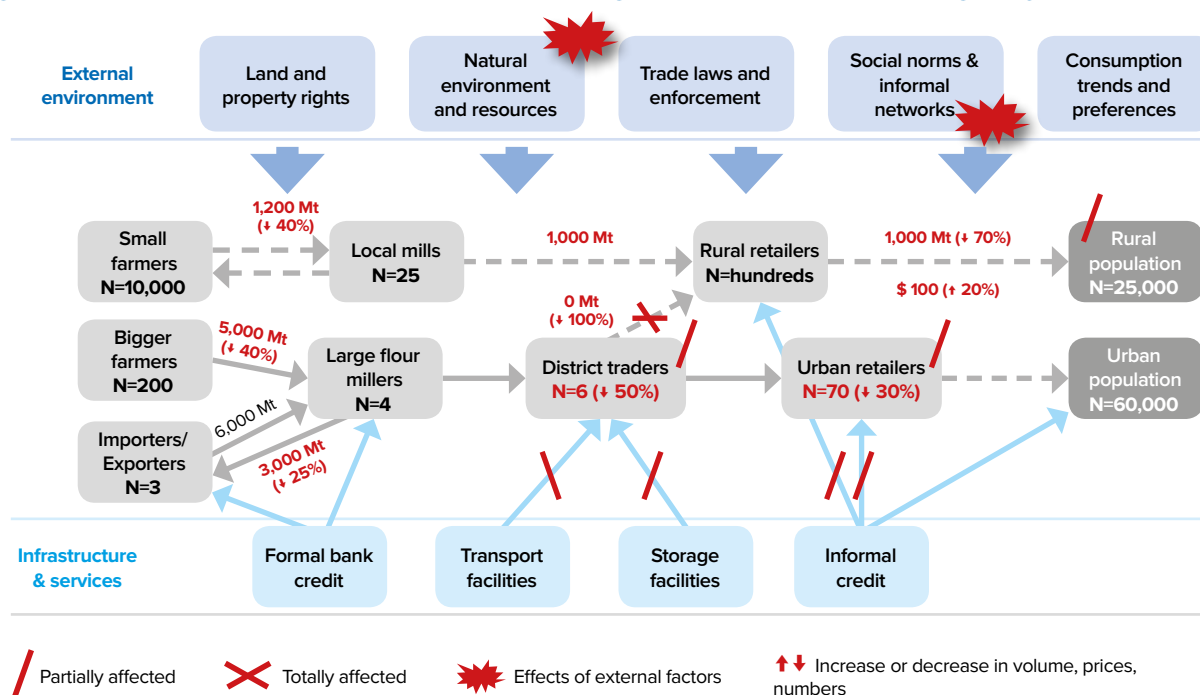 External
environment
Land and
property rights
Natural
environment
and resources
Trade laws and
enforcement
Social norms &
informal
networks
Consumption
trends and
preferences
1,200 Mt
(↓ 40%)
Small
farmers
N=10,000
Local mills
N=25
1,000 Mt
Rural retailers
N=hundreds
1,000 Mt (↓ 70%)
$ 100 (↑ 20%)
Rural
population
N=25,000
0 Mt
(↓ 100%)
Bigger
farmers
N=200
5,000 Mt
(↓ 40%)
Large flour
millers
N=4
District traders
N=6 (↓ 50%)
Urban retailers
N=70 (↓ 30%)
Urban
population
N=60,000
Importers/
Exporters
N=3
6,000 Mt
3,000 Mt
(↓ 25%)
Infrastructure
& services
Formal bank
credit
Transport
facilities
Storage
facilities
Informal
credit
Partially affected
Totally affected
Effects of external factors
↑ ↓ Increase or decrease in volume, prices,
numbers